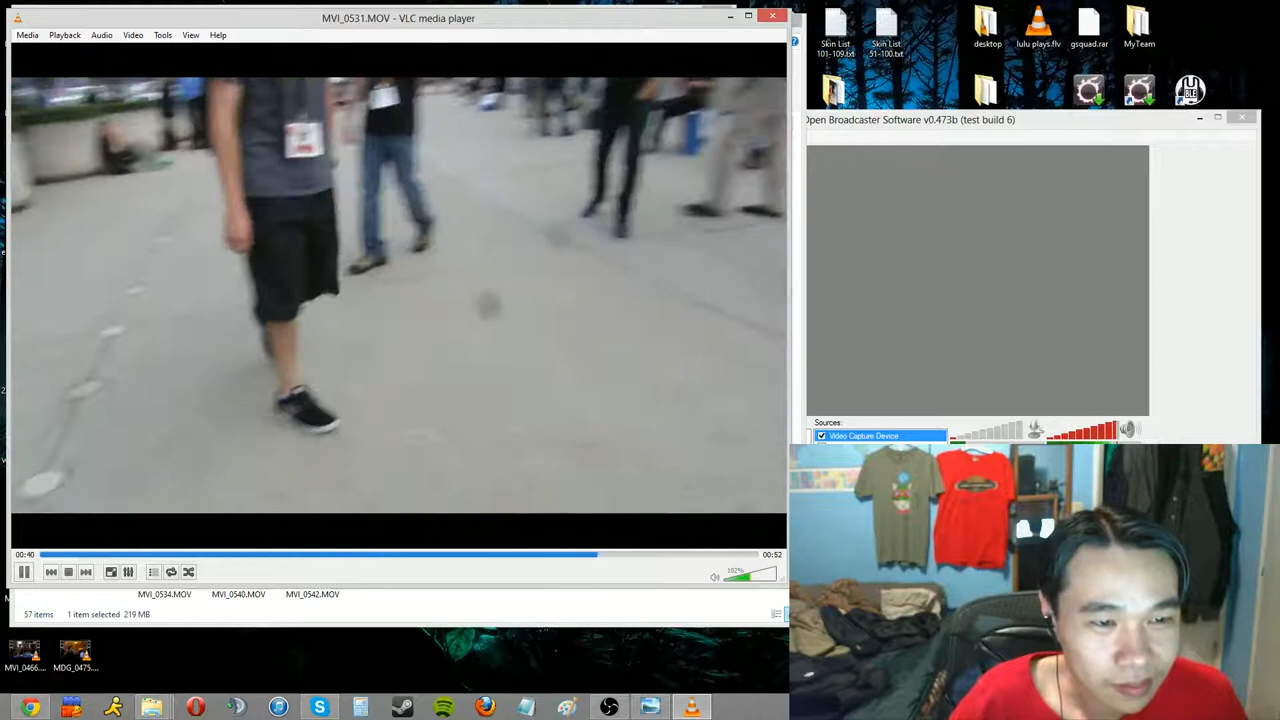 MVI_0531.MOV - VLC media player
Media Playback Audio Video Tools View Help
00:40
00:52
102%
MVI_0534.MOV MVI_0540.MOV MVI_0542.MOV
57 items 1 item selected 219 MB
MVI_0466....
MDG_0475....
Skin List
101-109.txt
Skin List
51-100.txt
desktop
lulu plays.flv
gsquad.rar
MyTeam
Open Broadcaster Software v0.473b (test build 6)
Sources:
Video Capture Device